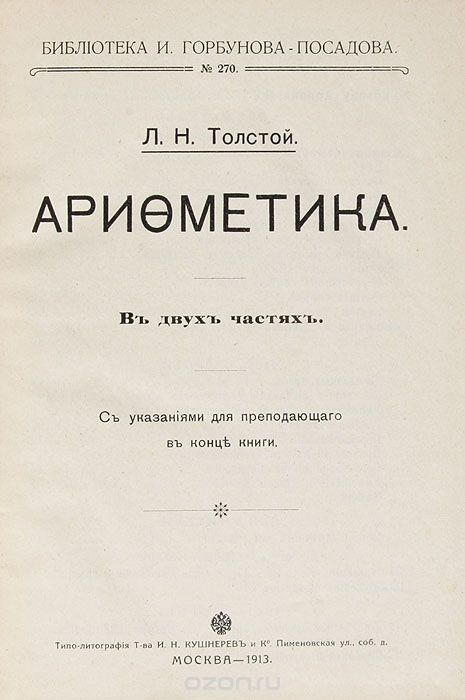 БИБЛІОТЕКА И. ГОРБУНОВА-ПОСАДОВА.
№ 270.
Л. Н. Толстой.
АРИѲМЕТИКА.
Въ двухъ частяхъ.
Съ указаніями для преподающаго
въ концѣ книги.
Типо-литографія Т-ва И. Н. КУШНЕРЕВЪ и Ко. Пименовская ул., соб. д.
МОСКВА—1913.
ozon.ru